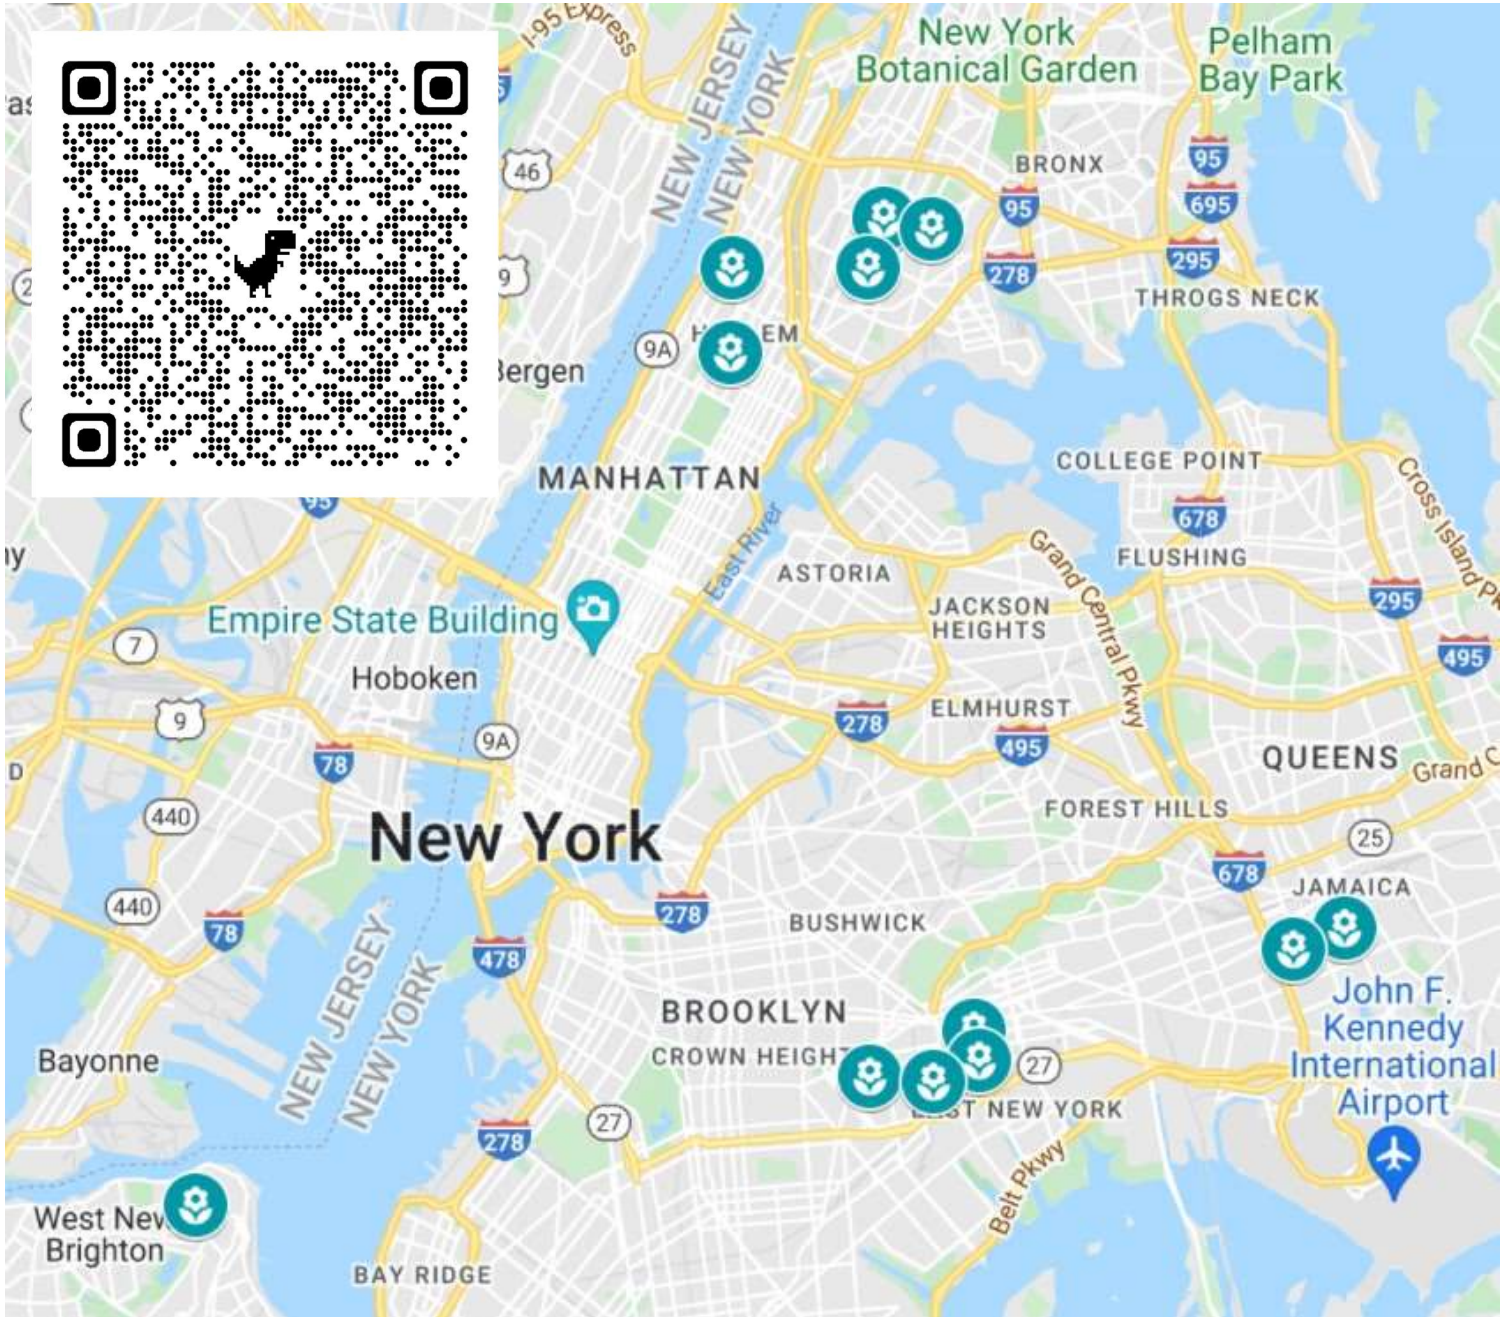 I-95 Express
NEW JERSEY
NEW YORK
New York
Botanical Garden
Pelham
Bay Park
95
46
BRONX
95
695
295
278
9
THROGS NECK
9A
Bergen
MANHATTAN
COLLEGE POINT
Cross Island
95
678
East River
ASTORIA
FLUSHING
Grand Central Pkwy
JACKSON
HEIGHTS
295
Empire State Building
7
Hoboken
495
9
278
ELMHURST
495
9A
78
QUEENS
Grand
440
FOREST HILLS
New York
25
678
JAMAICA
440
78
278
BUSHWICK
478
NEW JERSEY
NEW YORK
BROOKLYN
John F.
Kennedy
International
Airport
Bayonne
27
EAST NEW YORK
27
278
Belt Pkwy
West
Brighton
BAY RIDGE